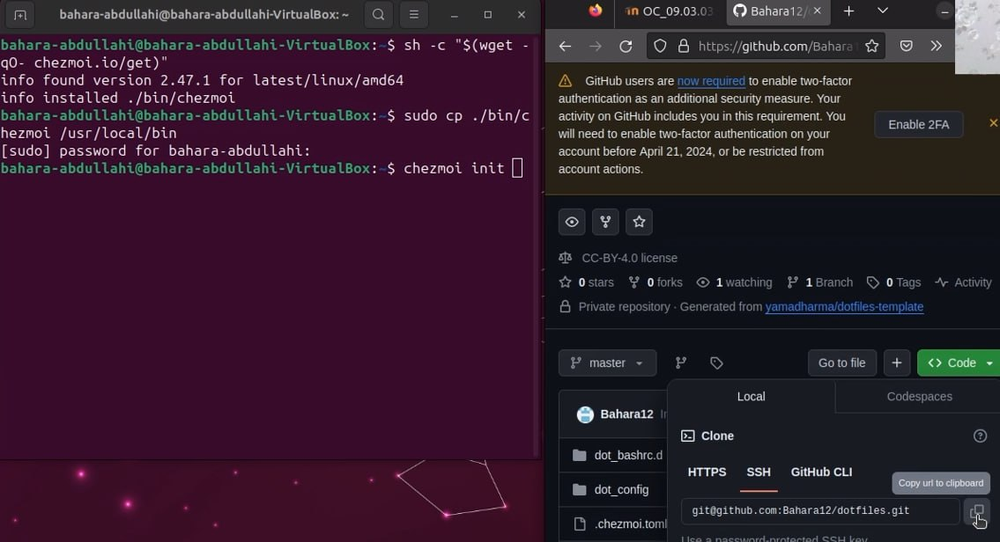 bahara-abdullahi@bahara-abdullahi-VirtualBox: ~
bahara-abdullahi@bahara-abdullahi-VirtualBox:~$ sh -c "$(wget -
qO- chezmoi.io/get)"
info found version 2.47.1 for latest/linux/amd64
info installed ./bin/chezmoi
bahara-abdullahi@bahara-abdullahi-VirtualBox:~$ sudo cp ./bin/c
hezmoi /usr/local/bin
[sudo] password for bahara-abdullahi:
bahara-abdullahi@bahara-abdullahi-VirtualBox:~$ chezmoi init
OC_09.03.03
Bahara12/
https://github.com/Bahara
GitHub users are now required to enable two-factor
authentication as an additional security measure. Your
activity on GitHub includes you in this requirement. You
will need to enable two-factor authentication on your
account before April 21, 2024, or be restricted from
account actions.
Enable 2FA
CC-BY-4.0 license
0 stars 0 forks 1 watching 1 Branch 0 Tags Activity
Private repository · Generated from yamadharma/dotfiles-template
master
Go to file
Code
Local Codespaces
Bahara12
Clone
dot_bashrc.d
HTTPS SSH GitHub CLI
Copy url to clipboard
dot_config
git@github.com:Bahara12/dotfiles.git
.chezmoi.toml
Use a password-protected SSH key